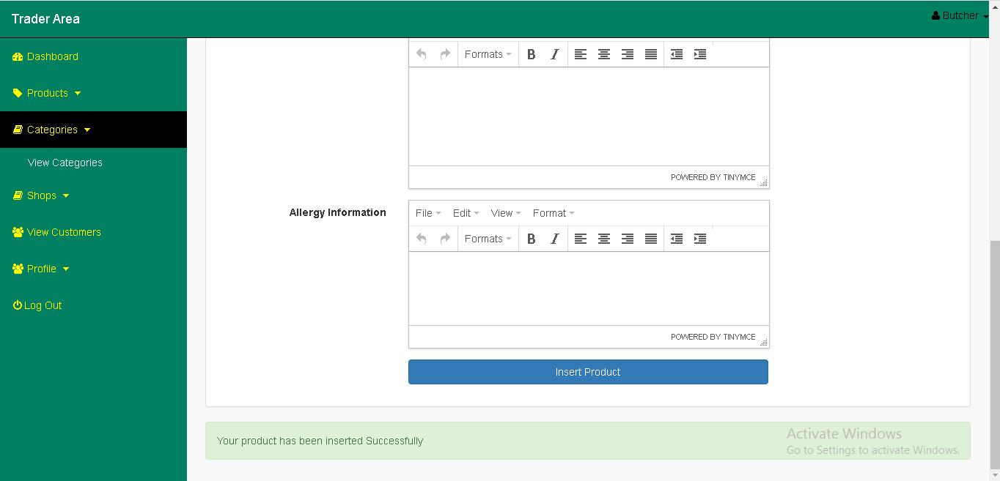 Trader Area
Butcher
Dashboard
Products
Categories
View Categories
Shops
View Customers
Profile
Log Out
Formats B I
POWERED BY TINYMCE
Allergy Information
File Edit View Format
Formats B I
POWERED BY TINYMCE
Insert Product
Your product has been inserted Successfully
Activate Windows
Go to Settings to activate Windows.